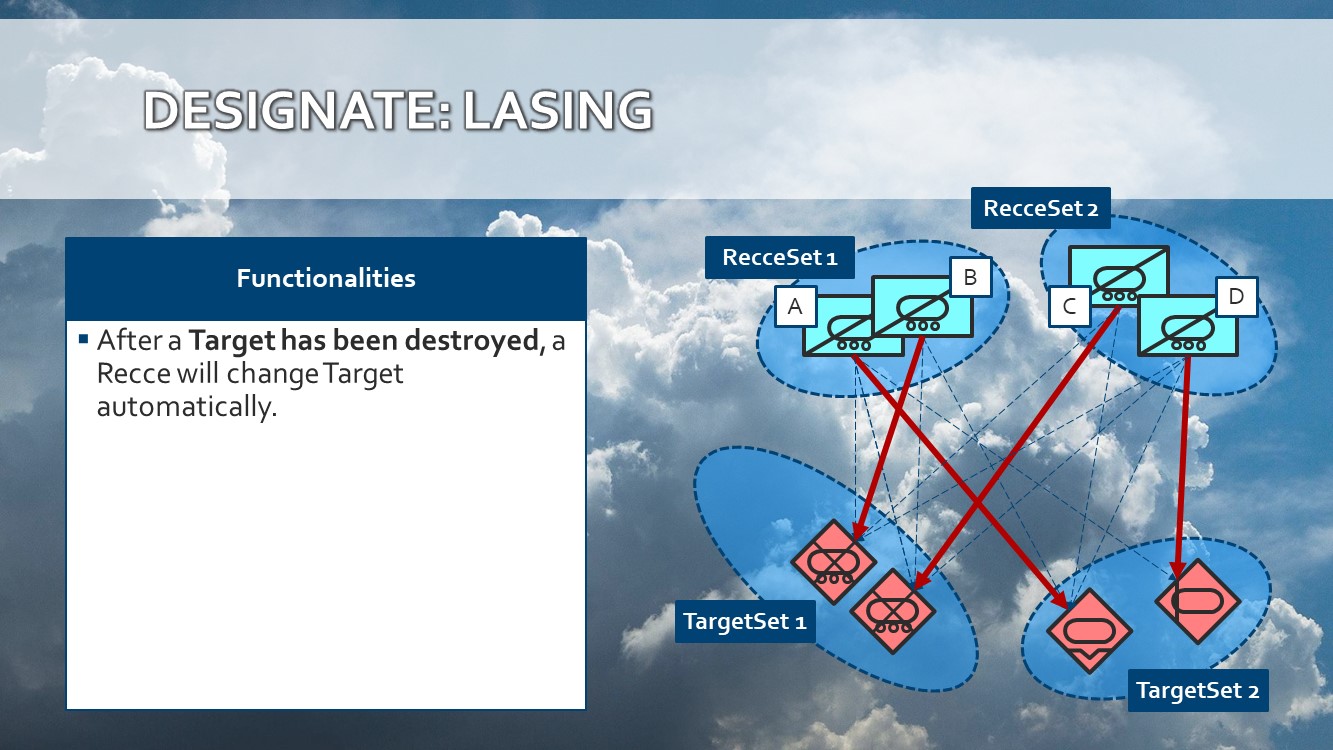 DESIGNATE: LASING
Functionalities
▪ After a Target has been destroyed, a
Recce will change Target
automatically.
RecceSet 2
RecceSet 1
A
B
C
D
TargetSet 1
TargetSet 2